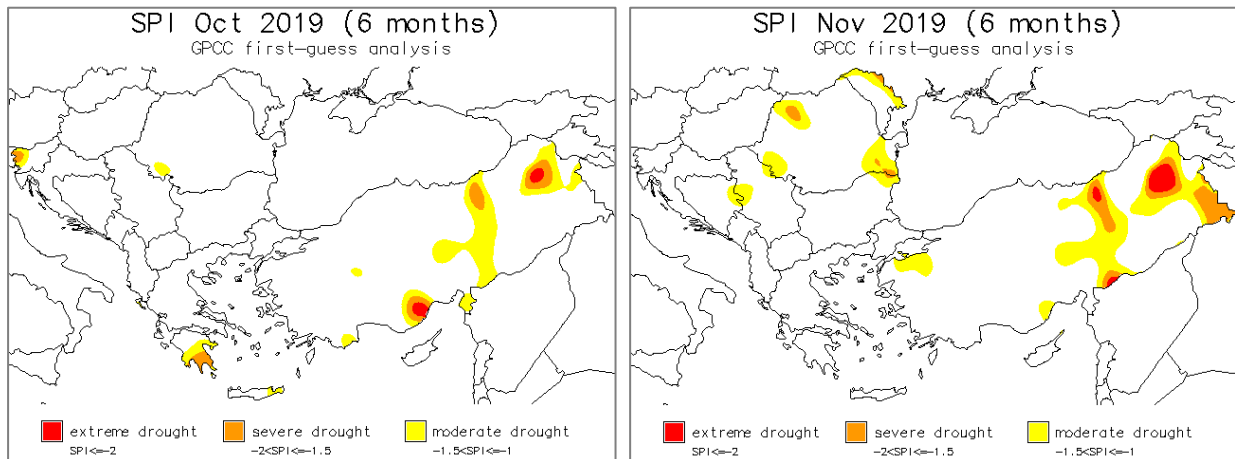 SPI Oct 2019 (6 months)
GPCC first-guess analysis
extreme drought
severe drought
moderate drought
SPI<=-2
-2<SPI<=-1.5
-1.5<SPI<=-1
SPI Nov 2019 (6 months)
GPCC first-guess analysis
extreme drought
severe drought
moderate drought
SPI<=-2
-2<SPI<=-1.5
-1.5<SPI<=-1